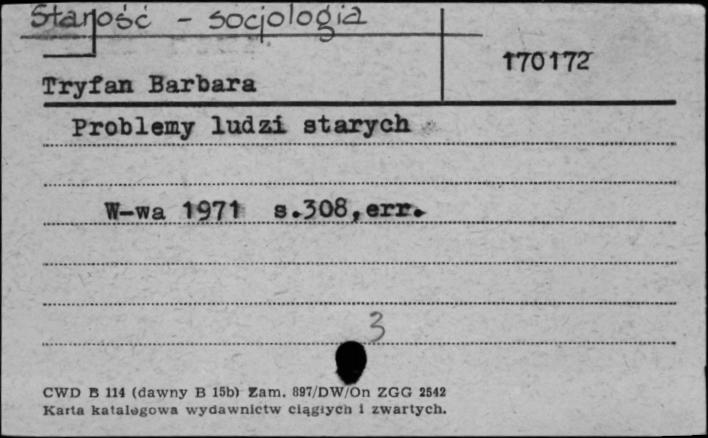 Starość - socjologia
170172
Tryfan Barbara
Problemy ludzi starych
W-wa 1971 s.308,err.
3
CWD B 114 (dawny B 15b) Zam. 897/DW/On ZGG 2542
Karta katalogowa wydawnictw ciągłych i zwartych.